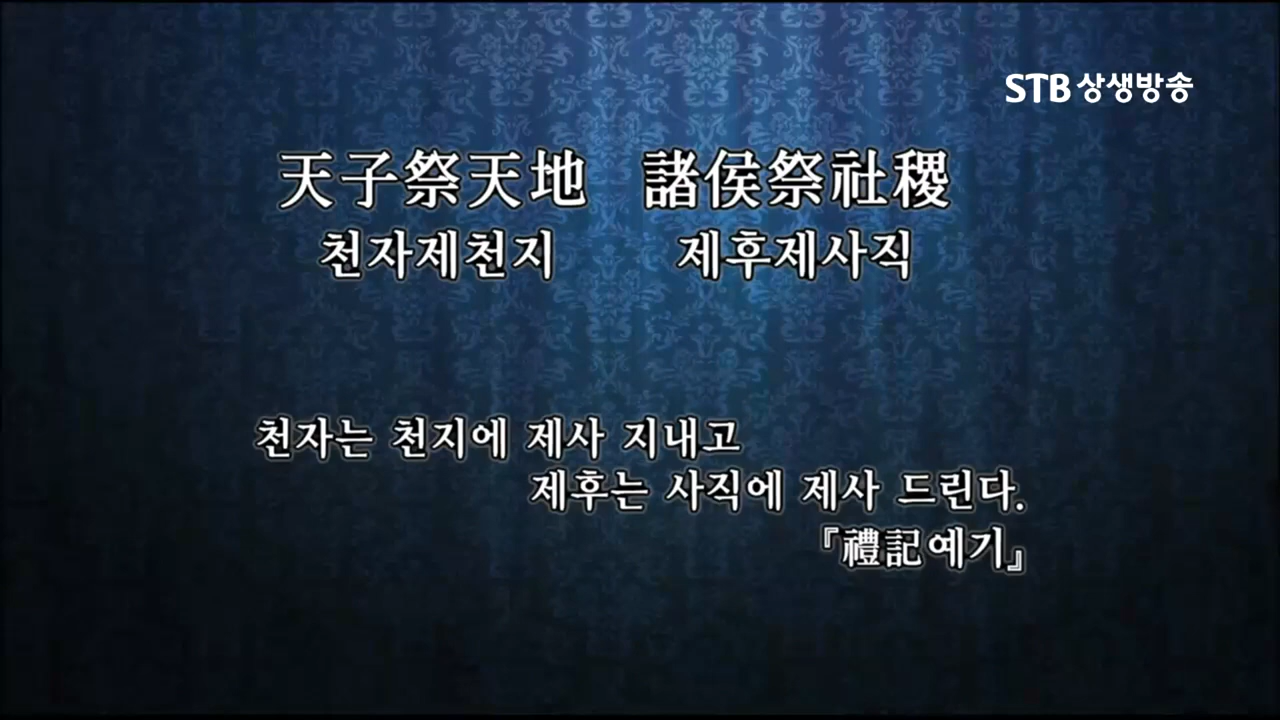 STB 상생방송
天子祭天地 諸侯祭社稷
천자제천지 제후제사직
천자는 천지에 제사 지내고
제후는 사직에 제사 드린다.
『禮記예기』